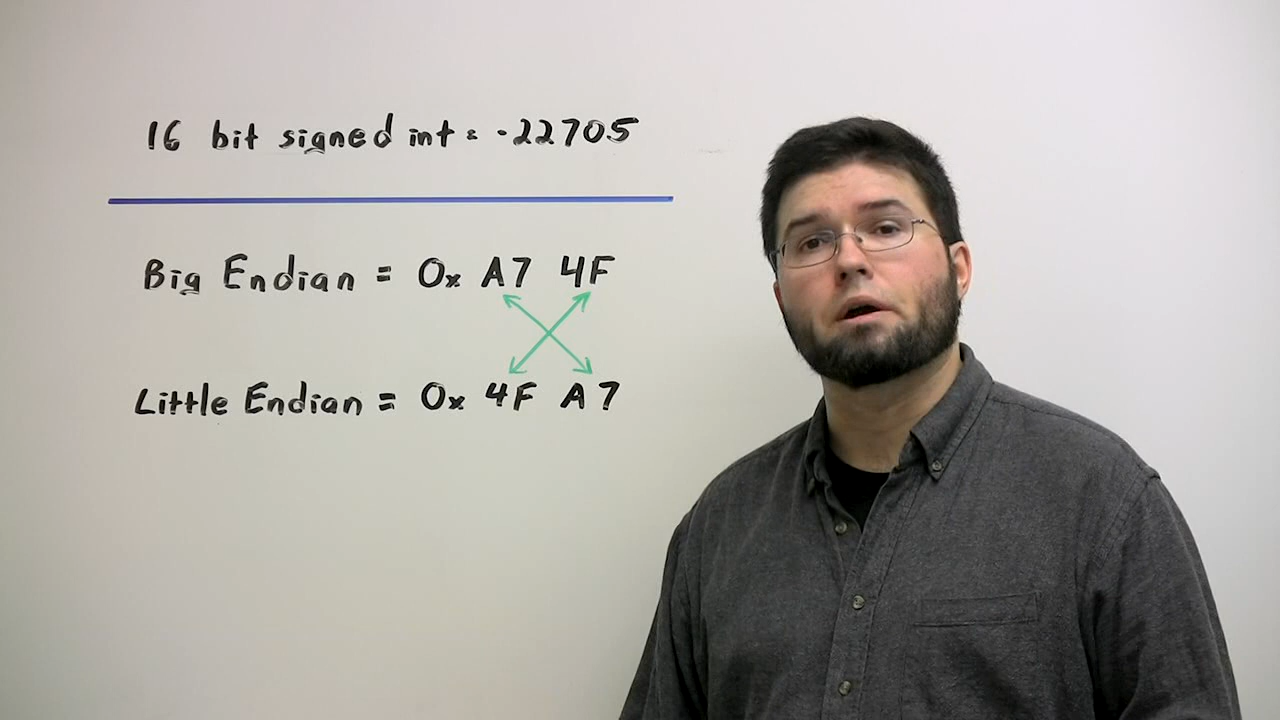 16 bit signed int = -22705
Big Endian = 0x A7 4F
Little Endian = 0x 4F A7